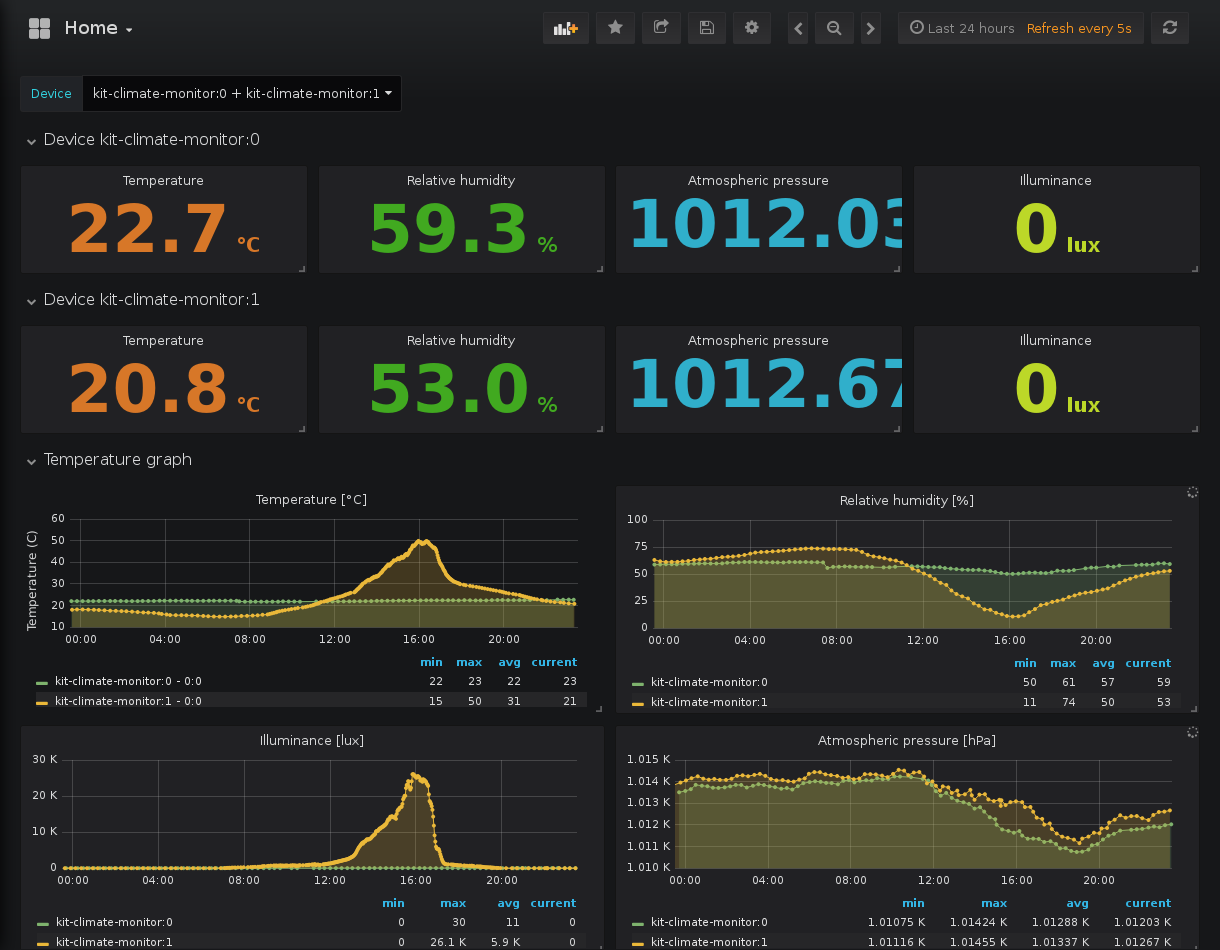 Home
Last 24 hours Refresh every 5s
Device kit-climate-monitor:0 + kit-climate-monitor:1
Device kit-climate-monitor:0
Temperature Relative humidity Atmospheric pressure Illuminance
22.7 °C 59.3 % 1012.03 0 lux
Device kit-climate-monitor:1
Temperature Relative humidity Atmospheric pressure Illuminance
20.8 °C 53.0 % 1012.67 0 lux
Temperature graph
Temperature [°C]
Temperature (C)
60
50
40
30
20
10
00:00 04:00 08:00 12:00 16:00 20:00
min max avg current
kit-climate-monitor:0 - 0:0 22 23 22 23
kit-climate-monitor:1 - 0:0 15 50 31 21
Relative humidity [%]
100
75
50
25
0
00:00 04:00 08:00 12:00 16:00 20:00
min max avg current
kit-climate-monitor:0 50 61 57 59
kit-climate-monitor:1 11 74 50 53
Illuminance [lux]
30 K
20 K
10 K
0
00:00 04:00 08:00 12:00 16:00 20:00
min max avg current
kit-climate-monitor:0 0 30 11 0
kit-climate-monitor:1 0 26.1 K 5.9 K 0
Atmospheric pressure [hPa]
1.015 K
1.014 K
1.013 K
1.012 K
1.011 K
1.010 K
00:00 04:00 08:00 12:00 16:00 20:00
min max avg current
kit-climate-monitor:0 1.01075 K 1.01424 K 1.01288 K 1.01203 K
kit-climate-monitor:1 1.01116 K 1.01455 K 1.01337 K 1.01267 K